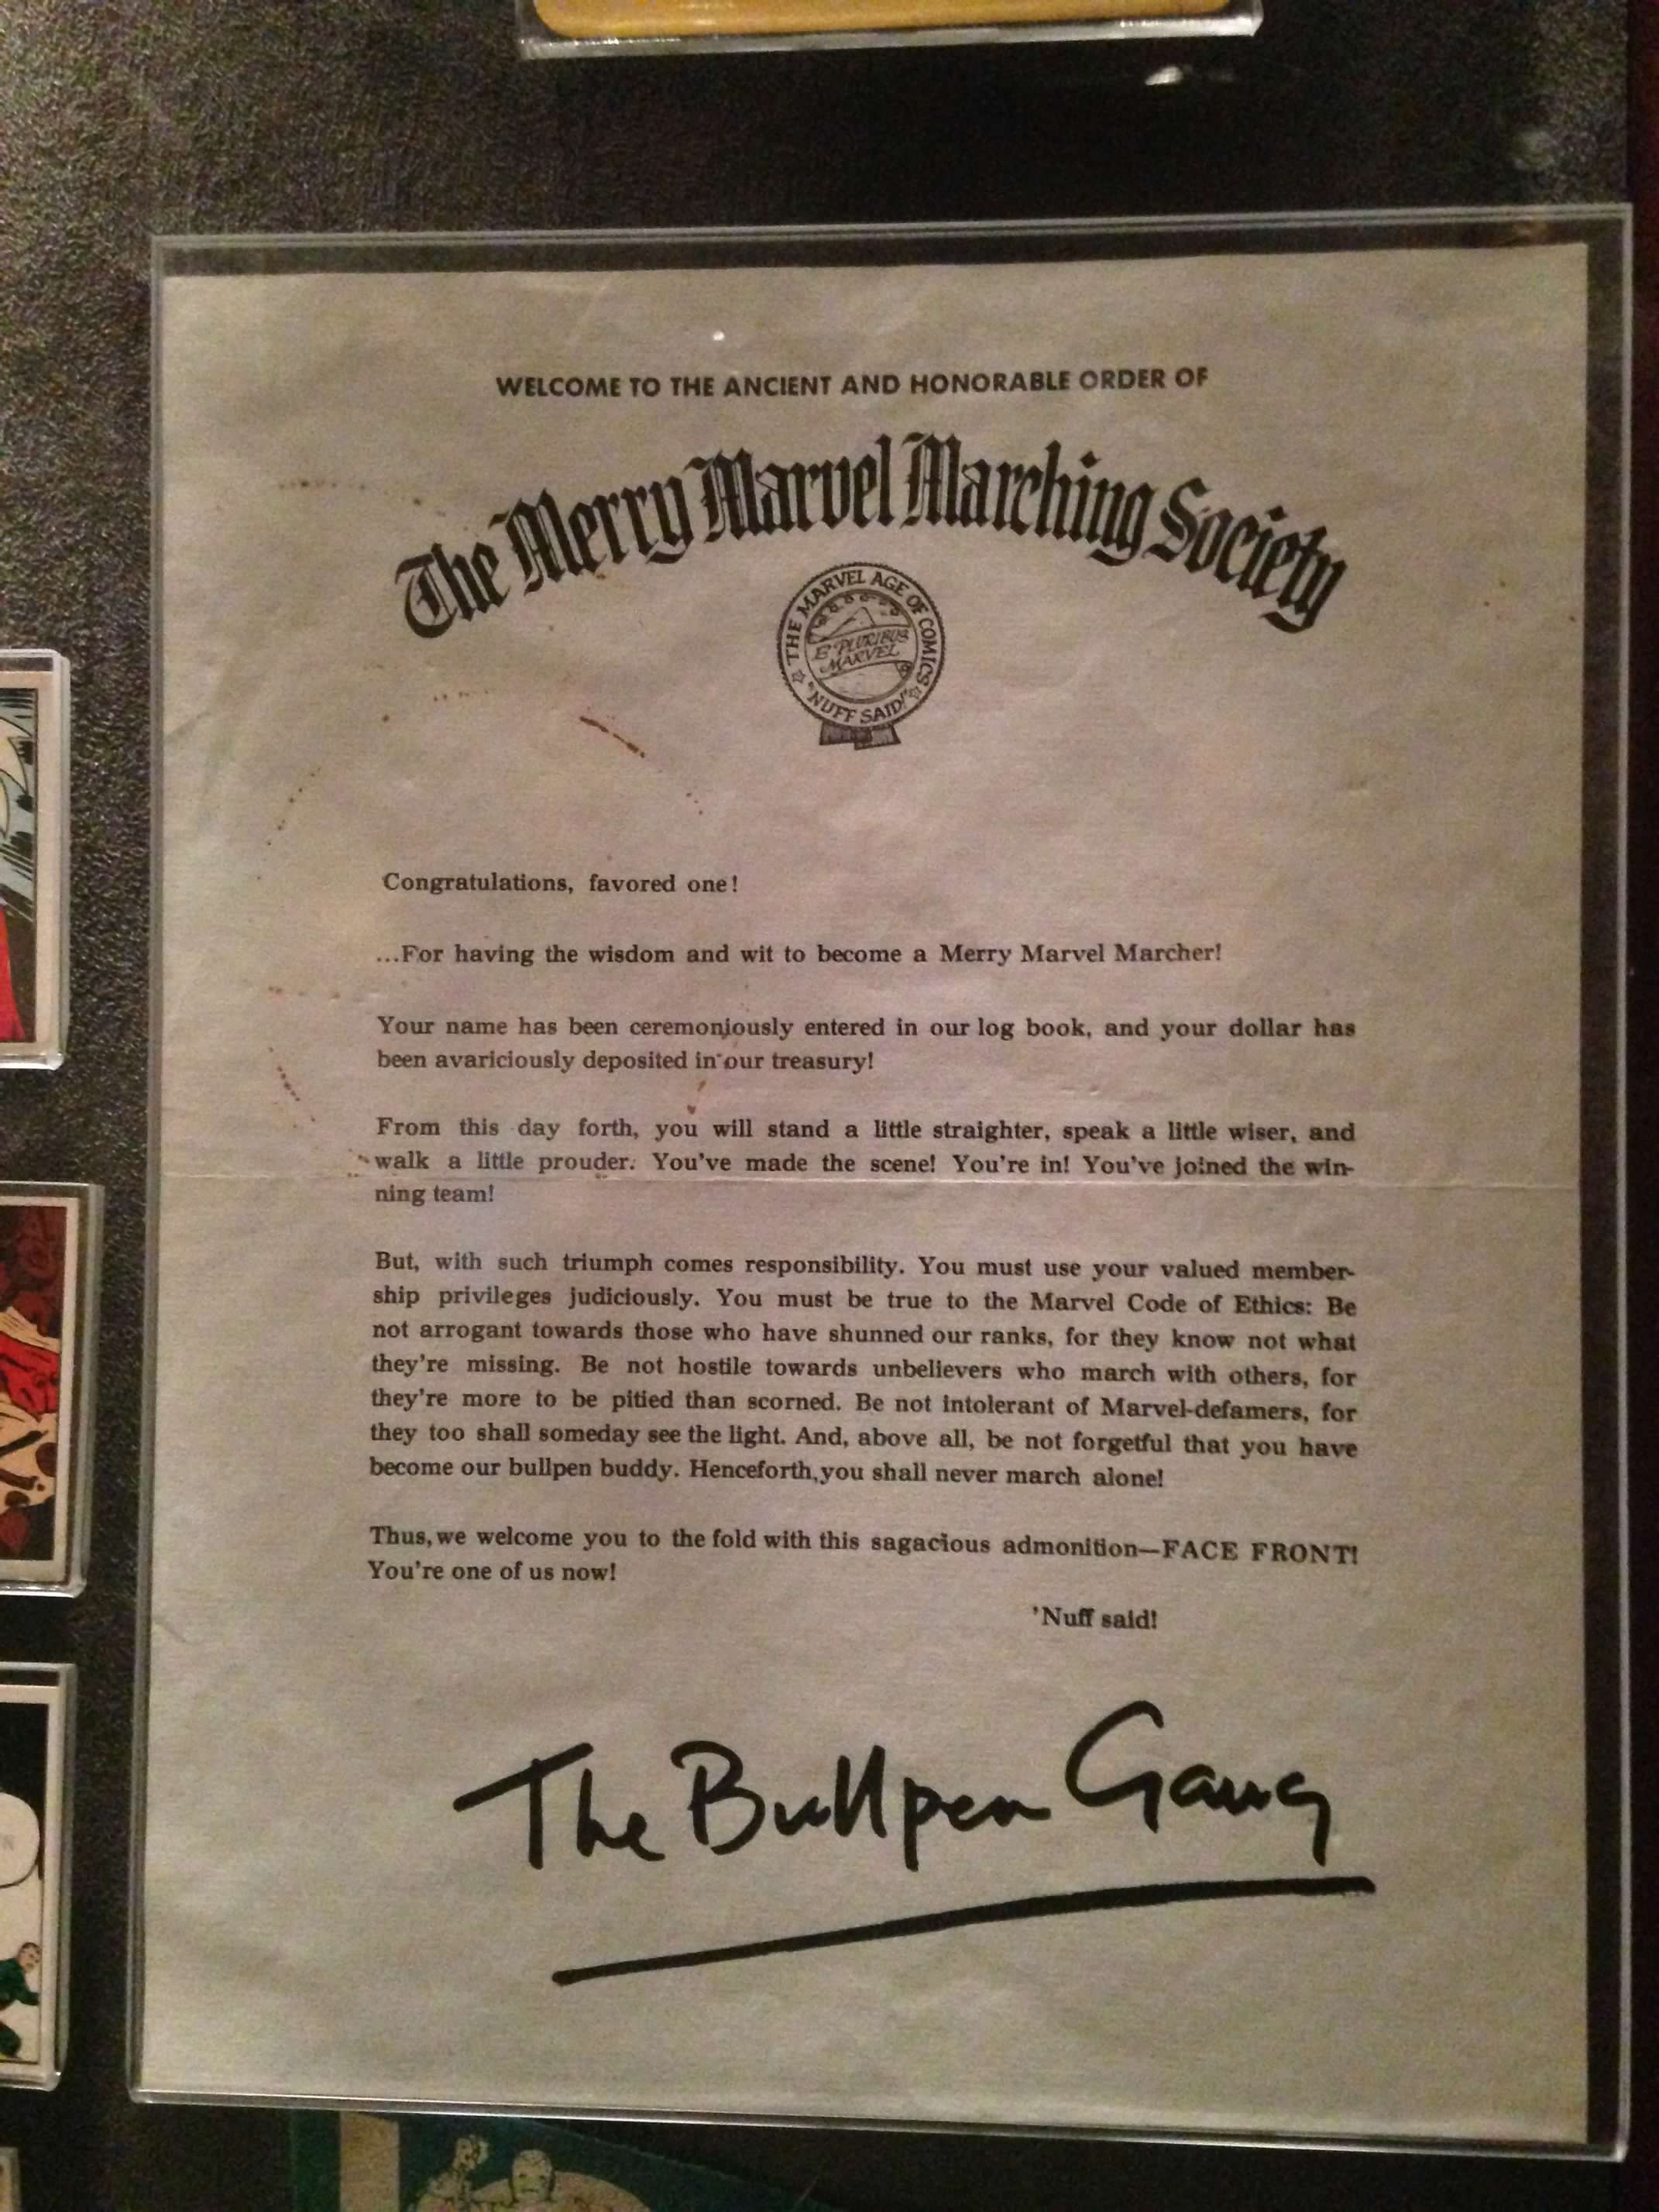 WELCOME TO THE ANCIENT AND HONORABLE ORDER OF
The Merry Marvel Marching Society
THE MARVEL AGE OF COMICS
E PLURIBUS
MARVEL
"NUFF SAID!"
Congratulations, favored one!
...For having the wisdom and wit to become a Merry Marvel Marcher!
Your name has been ceremoniously entered in our log book, and your dollar has
been avariciously deposited in our treasury!
From this day forth, you will stand a little straighter, speak a little wiser, and
walk a little prouder. You've made the scene! You're in! You've joined the win-
ning team!
But, with such triumph comes responsibility. You must use your valued member-
ship privileges judiciously. You must be true to the Marvel Code of Ethics: Be
not arrogant towards those who have shunned our ranks, for they know not what
they're missing. Be not hostile towards unbelievers who march with others, for
they're more to be pitied than scorned. Be not intolerant of Marvel-defamers, for
they too shall someday see the light. And, above all, be not forgetful that you have
become our bullpen buddy. Henceforth, you shall never march alone!
Thus, we welcome you to the fold with this sagacious admonition—FACE FRONT!
You're one of us now!
'Nuff said!
The Bullpen Gang